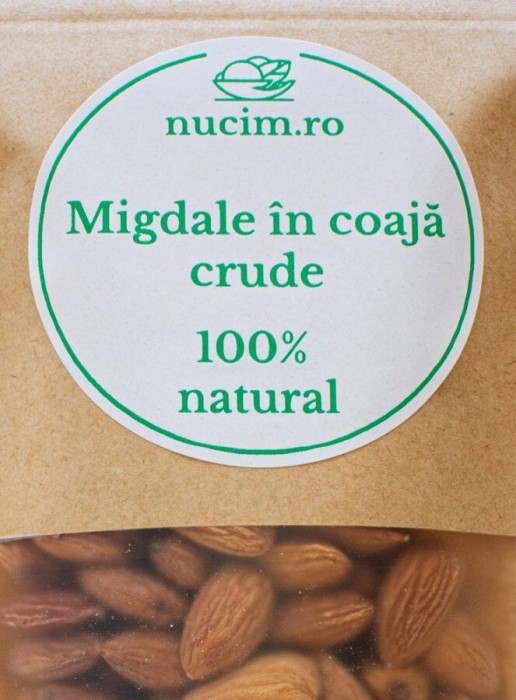 nucim.ro
Migdale în coajă
crude
100%
natural